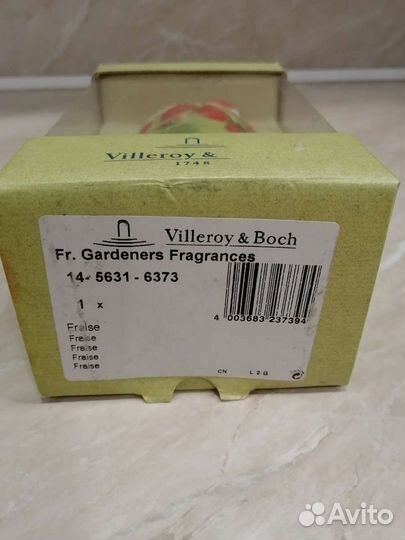 Villeroy &
1748
Villeroy & Boch
Fr. Gardeners Fragrances
14- 5631 - 6373
1 x
4 003683 237394
Fraise
Fraise
Fraise
Fraise
Fraise
CN L 2 G
Avito